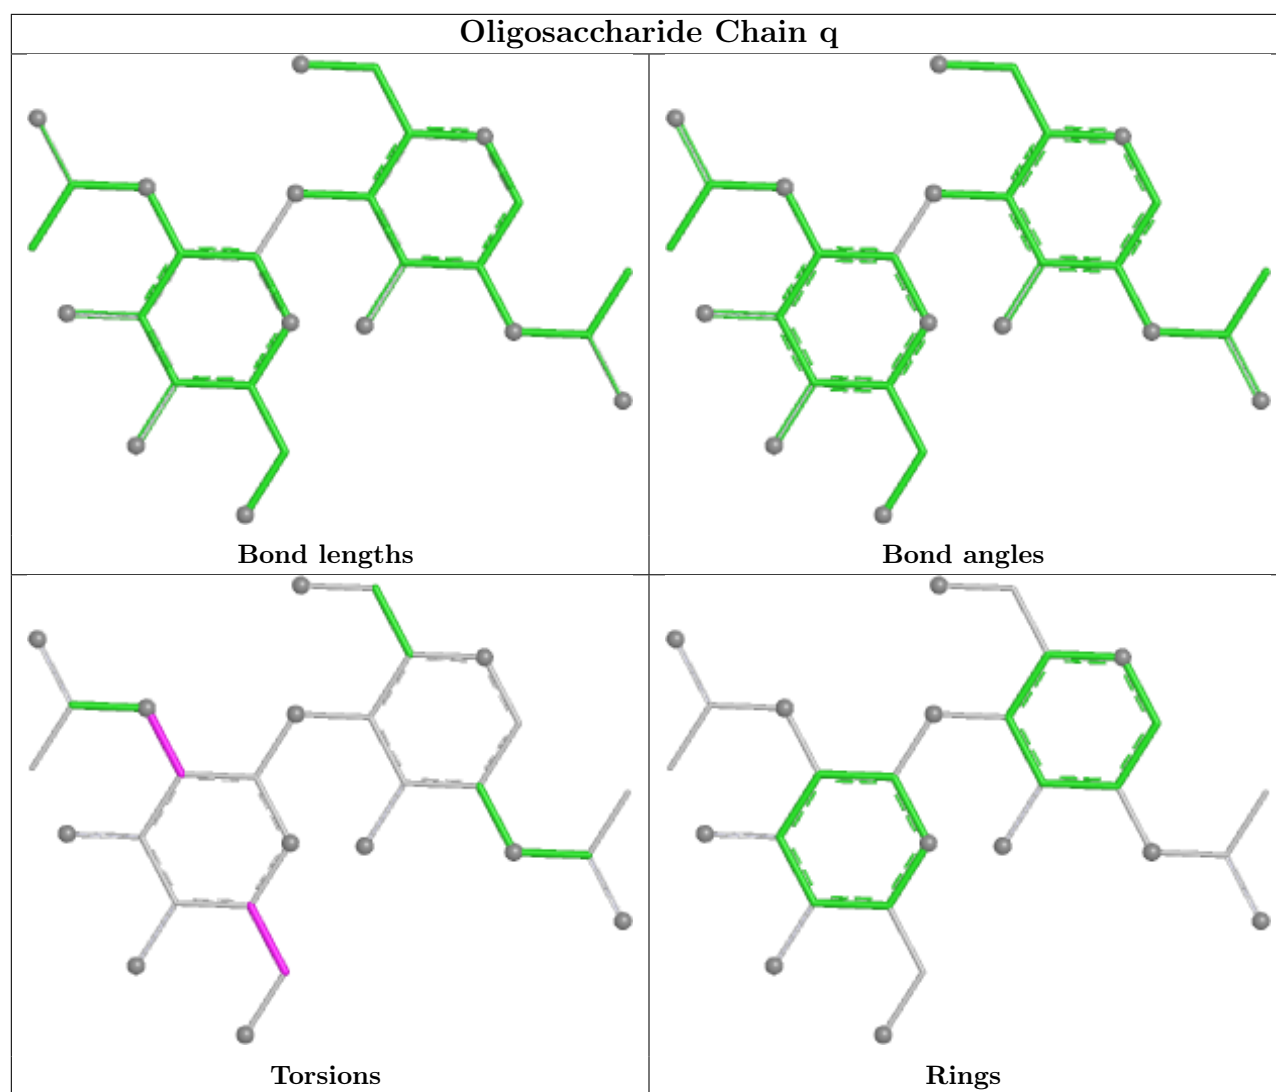 Oligosaccharide Chain q
Bond lengths
Bond angles
Torsions
Rings